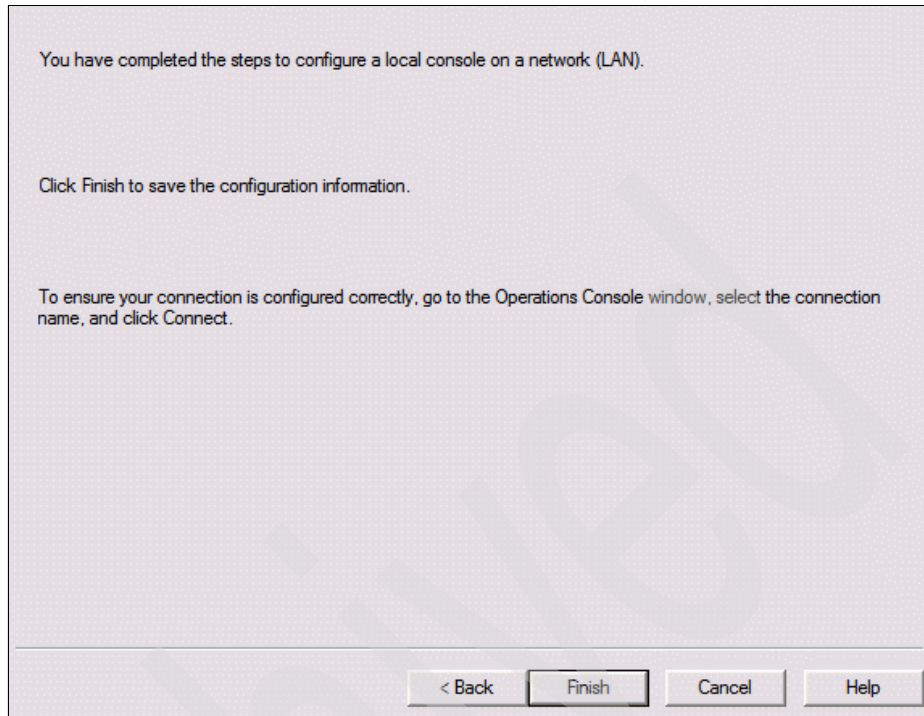 You have completed the steps to configure a local console on a network (LAN).
Click Finish to save the configuration information.
To ensure your connection is configured correctly, go to the Operations Console window, select the connection
name, and click Connect.
< Back Finish Cancel Help